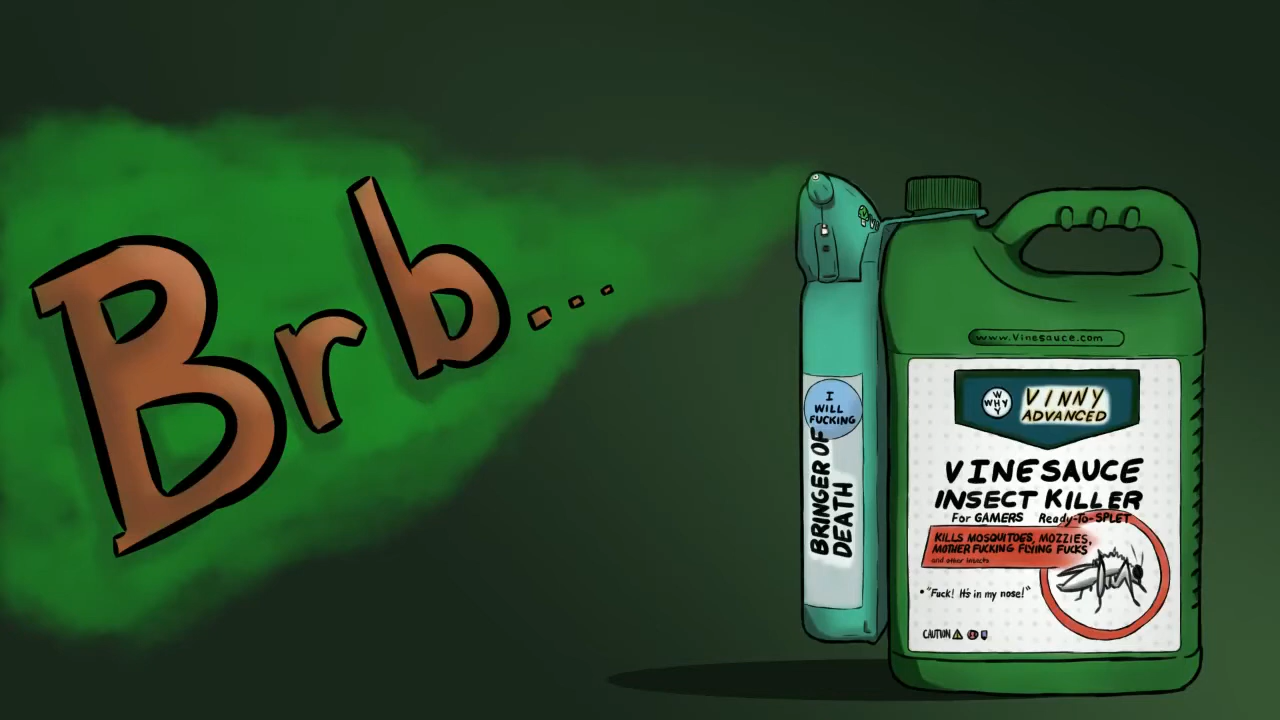 Brb...
www.Vinesauce.com
I
WILL
FUCKING
BRINGER OF
DEATH
WHY
VINNY
ADVANCED
VINESAUCE
INSECT KILLER
For GAMERS Ready-To-SPLET
KILLS MOSQUITOES, MOZZIES,
MOTHER FUCKING FLYING FUCKS
and other insects
• "Fuck! It's in my nose!"
CAUTION